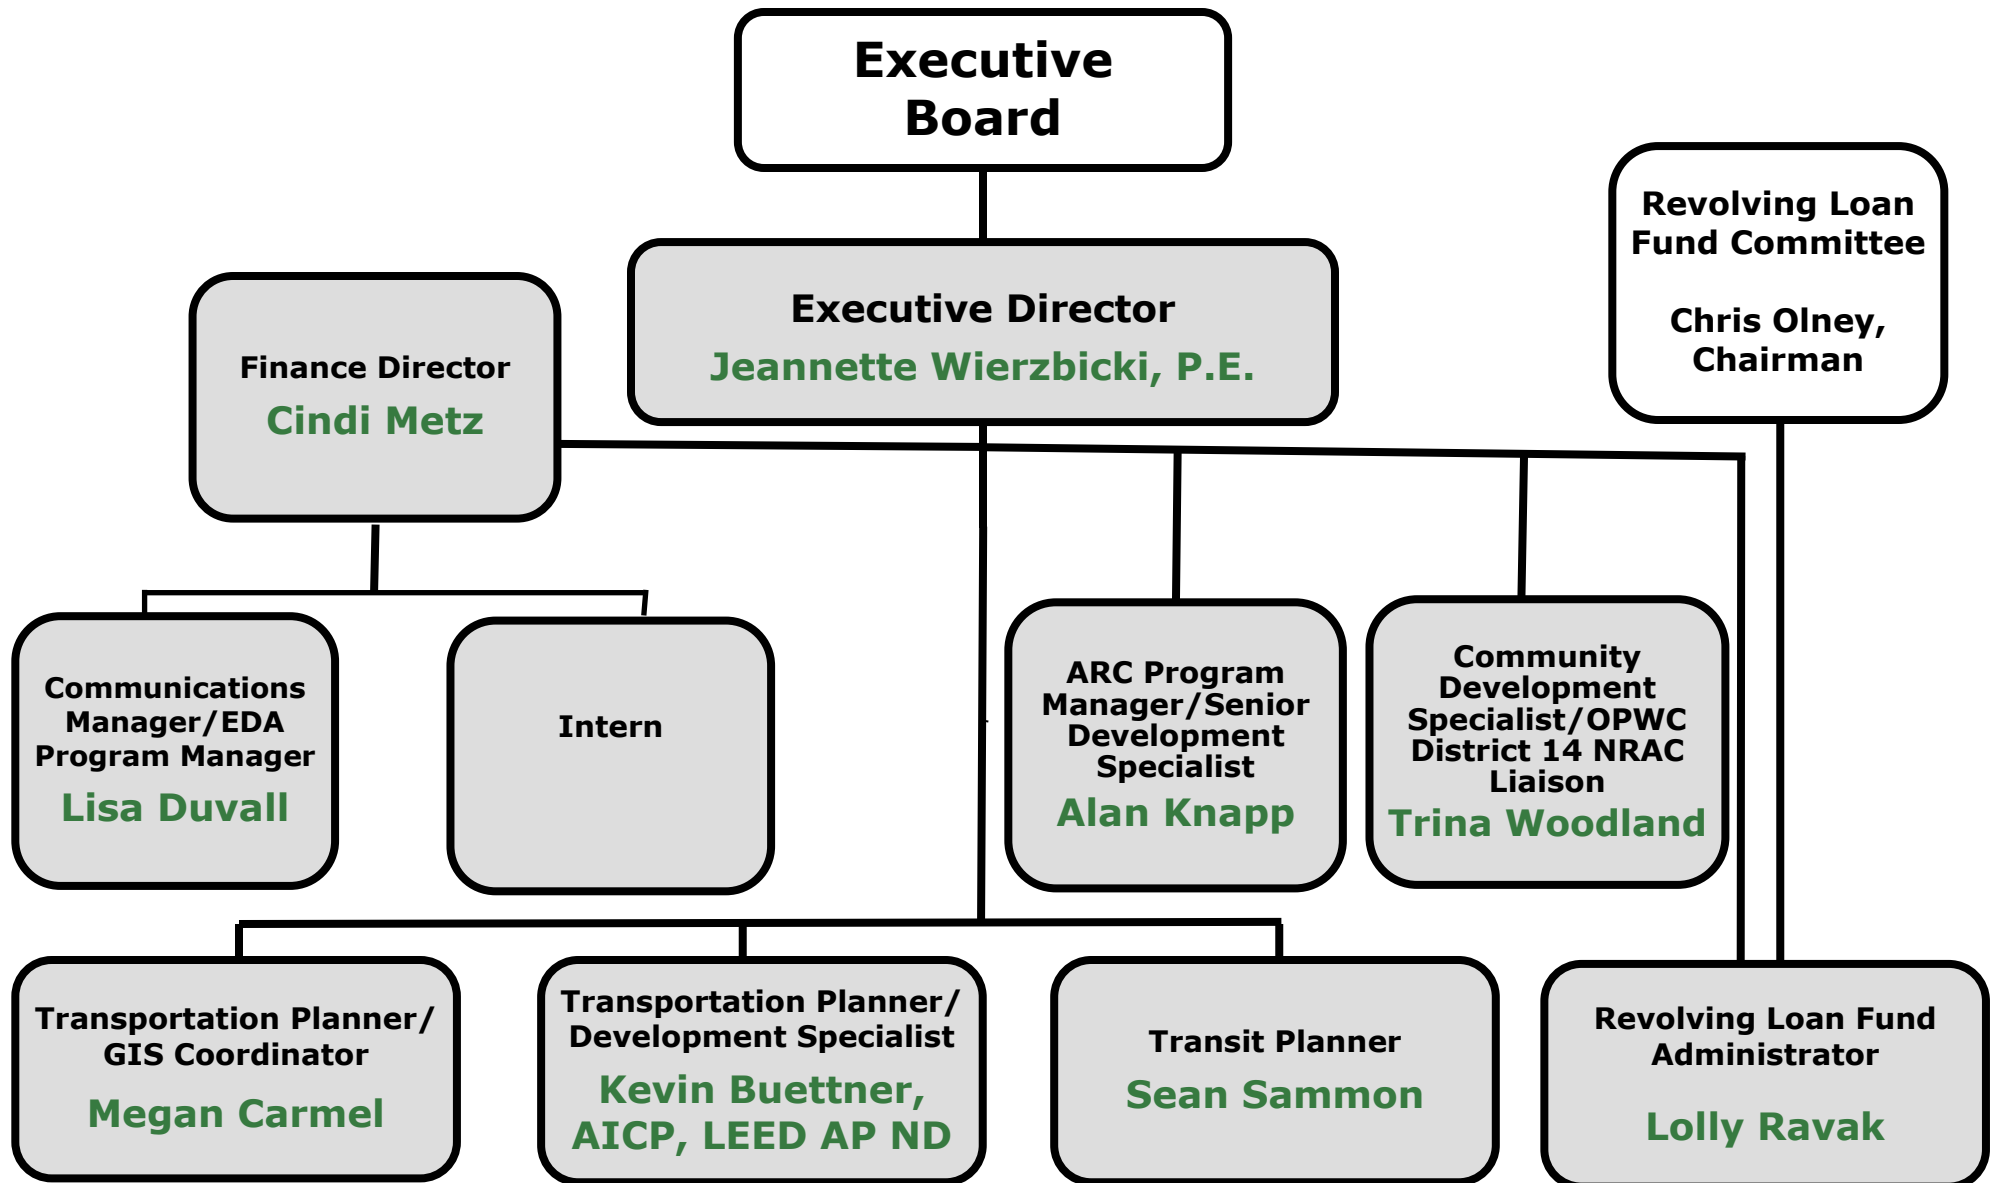 Executive
Board
Revolving Loan
Fund Committee
Chris Olney,
Chairman
Executive Director
Jeannette Wierzbicki, P.E.
Finance Director
Cindi Metz
Communications
Manager/EDA
Program Manager
Lisa Duvall
Intern
ARC Program
Manager/Senior
Development
Specialist
Alan Knapp
Community
Development
Specialist/OPWC
District 14 NRAC
Liaison
Trina Woodland
Transportation Planner/
GIS Coordinator
Megan Carmel
Transportation Planner/
Development Specialist
Kevin Buettner,
AICP, LEED AP ND
Transit Planner
Sean Sammon
Revolving Loan Fund
Administrator
Lolly Ravak